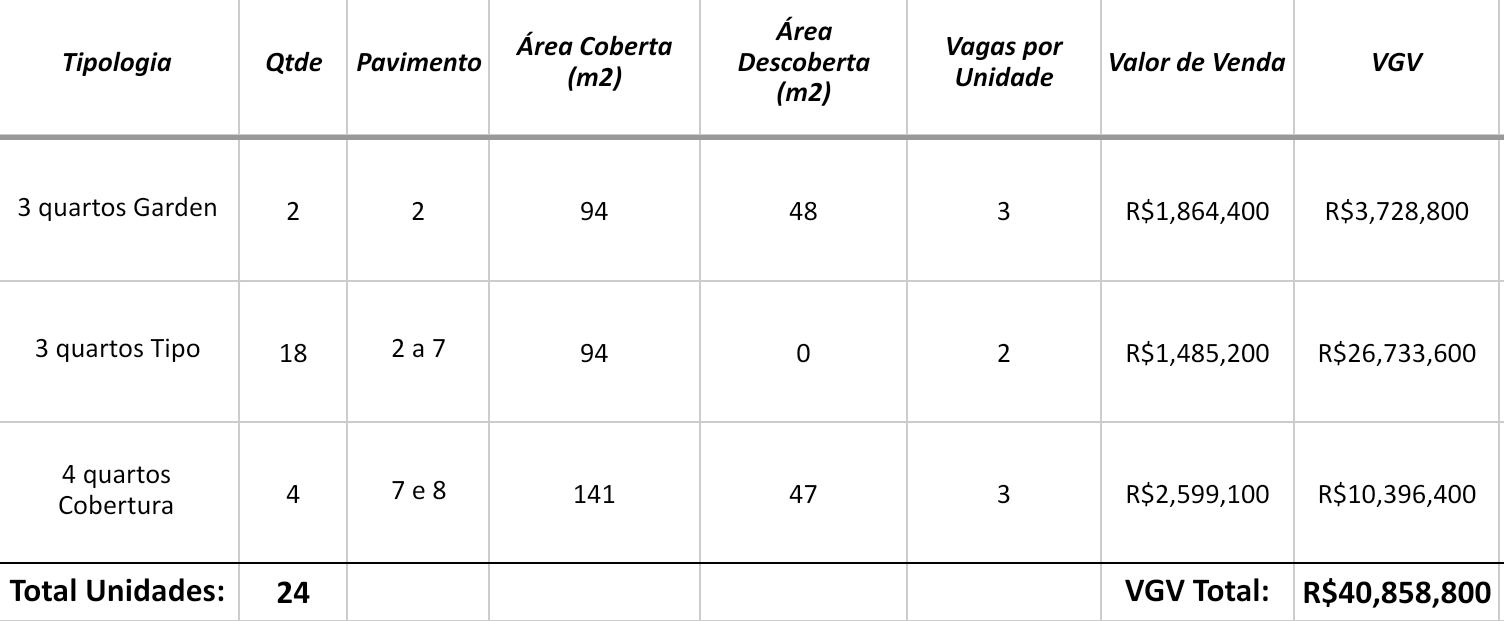 Tipologia Qtde Pavimento Área Coberta (m2) Área Descoberta (m2) Vagas por Unidade Valor de Venda VGV
3 quartos Garden 2 2 94 48 3 R$1,864,400 R$3,728,800
3 quartos Tipo 18 2 a 7 94 0 2 R$1,485,200 R$26,733,600
4 quartos Cobertura 4 7 e 8 141 47 3 R$2,599,100 R$10,396,400
Total Unidades: 24 VGV Total: R$40,858,800